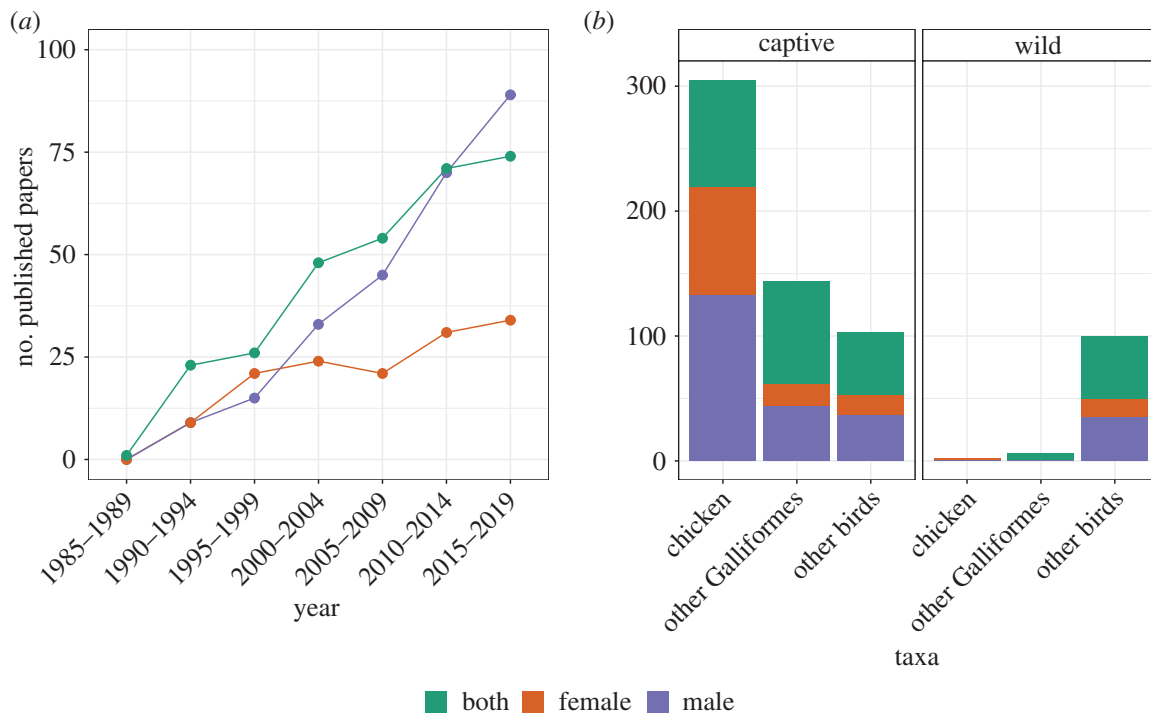 (a)
no. published papers
100
75
50
25
0
1985–1989
1990–1994
1995–1999
2000–2004
2005–2009
2010–2014
2015–2019
year
(b)
captive
wild
300
200
100
0
chicken
other Galliformes
other birds
chicken
other Galliformes
other birds
taxa
both female male